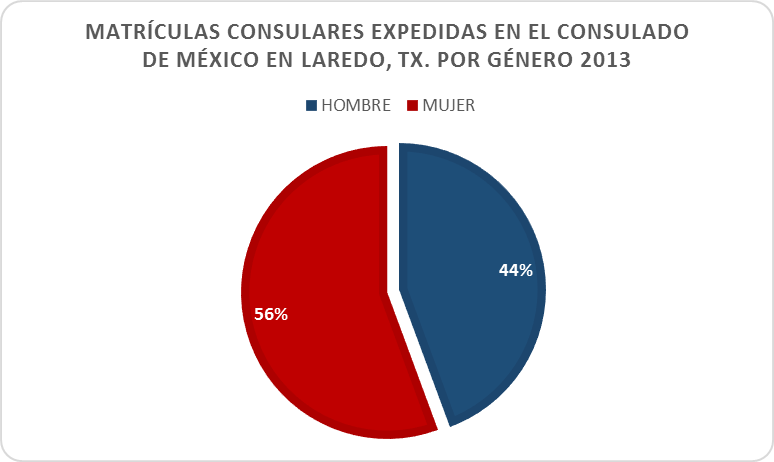 MATRÍCULAS CONSULARES EXPEDIDAS EN EL CONSULADO
DE MÉXICO EN LAREDO, TX. POR GÉNERO 2013
HOMBRE MUJER
44%
56%